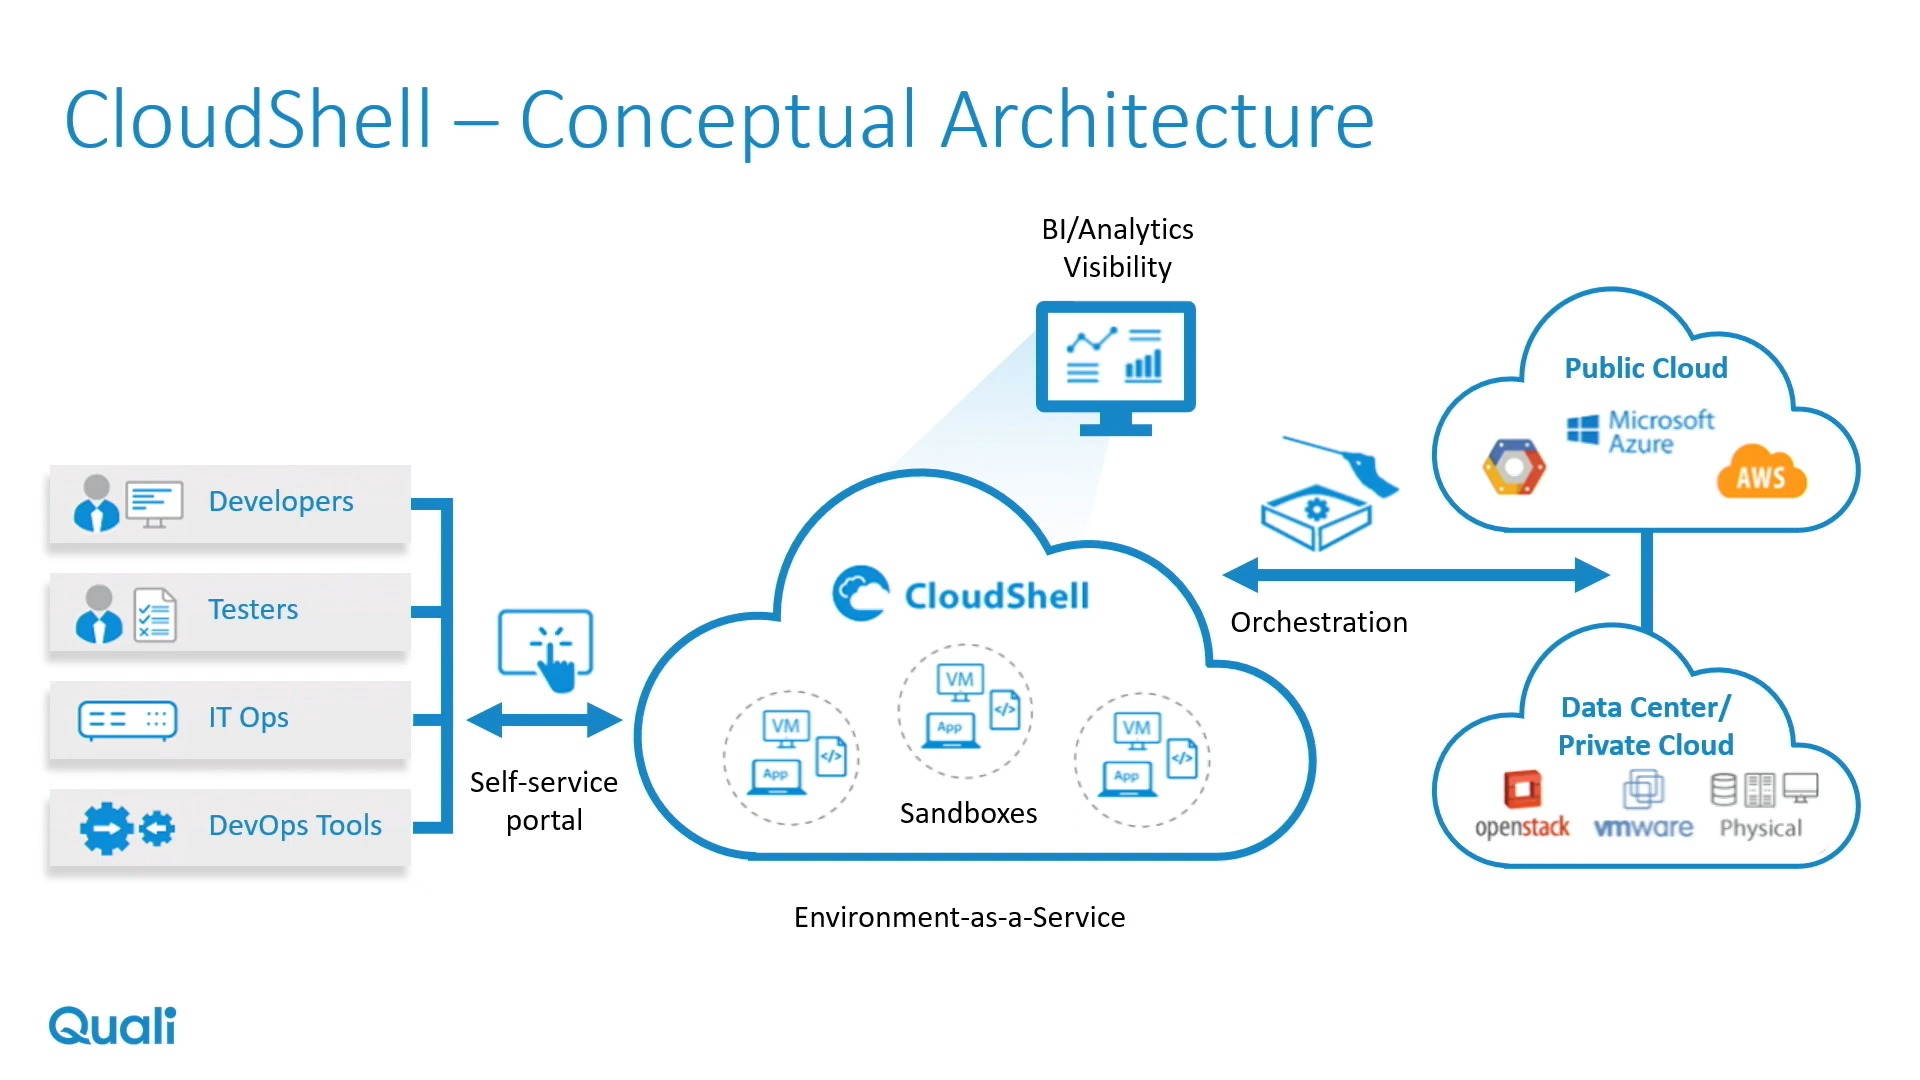 CloudShell – Conceptual Architecture
BI/Analytics
Visibility
Developers
Testers
IT Ops
DevOps Tools
Self-service
portal
CloudShell
VM
App
</>
VM
App
</>
VM
App
</>
Sandboxes
Environment-as-a-Service
Orchestration
Public Cloud
Microsoft
Azure
AWS
Data Center/
Private Cloud
openstack
vmware
Physical
Quali